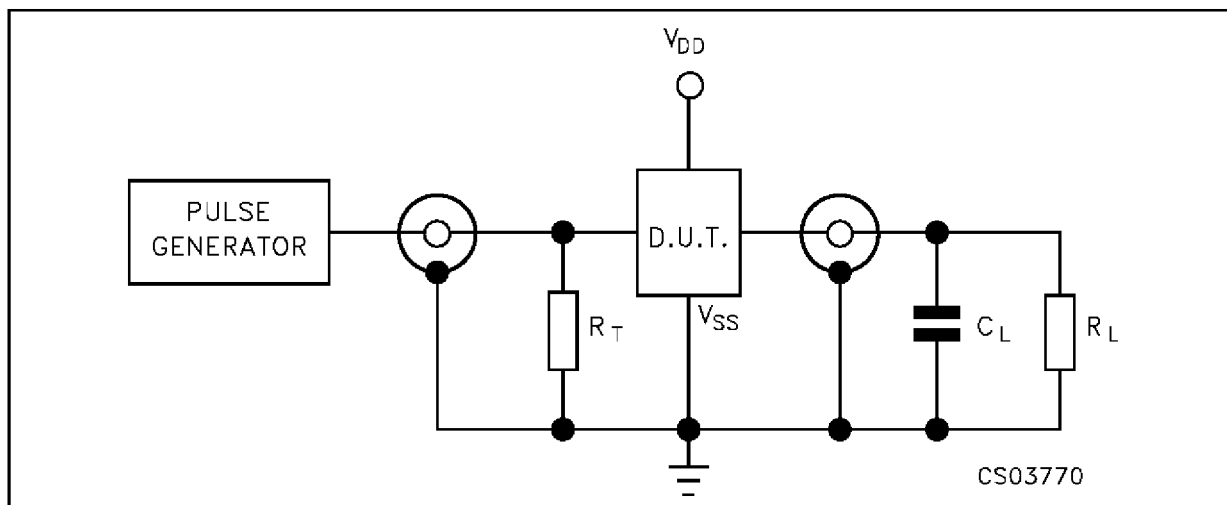 VDD
PULSE
GENERATOR
D.U.T.
VSS
RT
CL
RL
CS03770